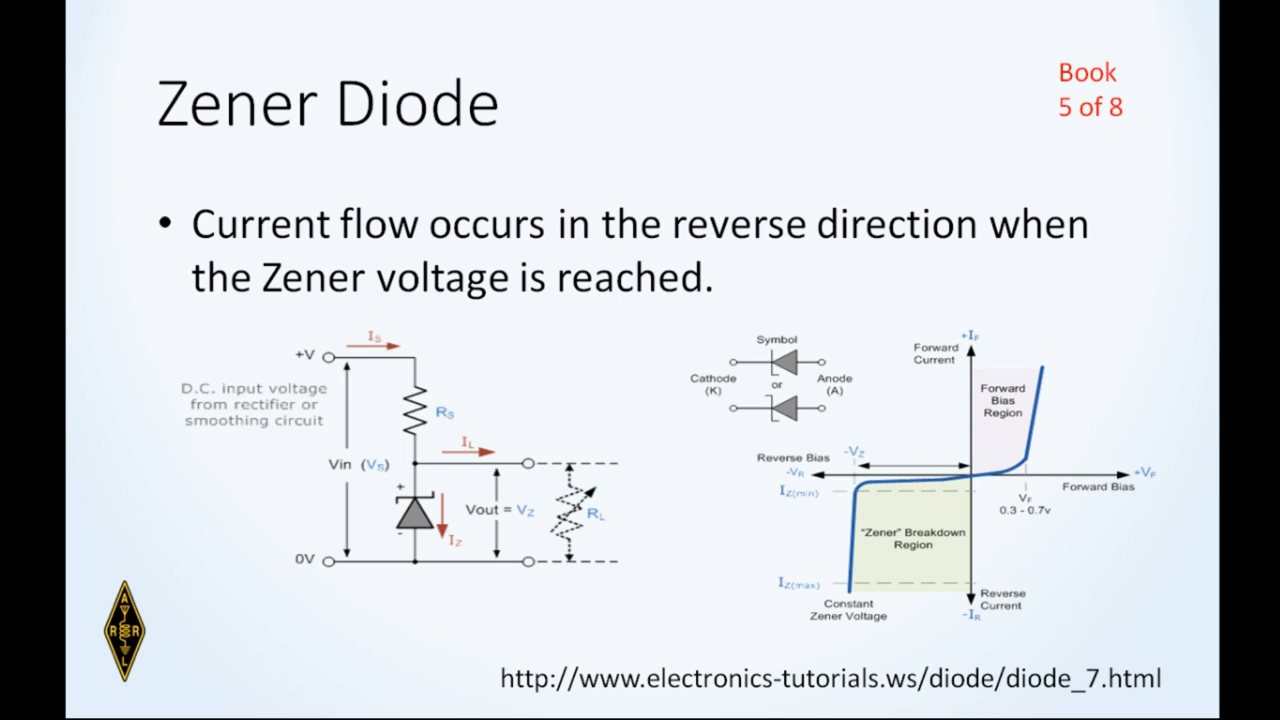 Zener Diode
Book
5 of 8
• Current flow occurs in the reverse direction when
the Zener voltage is reached.
IS
+V
D.C. input voltage
from rectifier or
smoothing circuit
RS
IL
Vin (VS)
+
Vout = VZ
RL
-
IZ
0V
Symbol
Cathode
(K)
or
Anode
(A)
+IF
Forward
Current
Forward
Bias
Region
Reverse Bias
-VZ
-VR
+VF
Forward Bias
IZ(min)
VF
0.3 - 0.7v
"Zener" Breakdown
Region
IZ(max)
Constant
Zener Voltage
Reverse
Current
-IR
A
R R
L
http://www.electronics-tutorials.ws/diode/diode_7.html